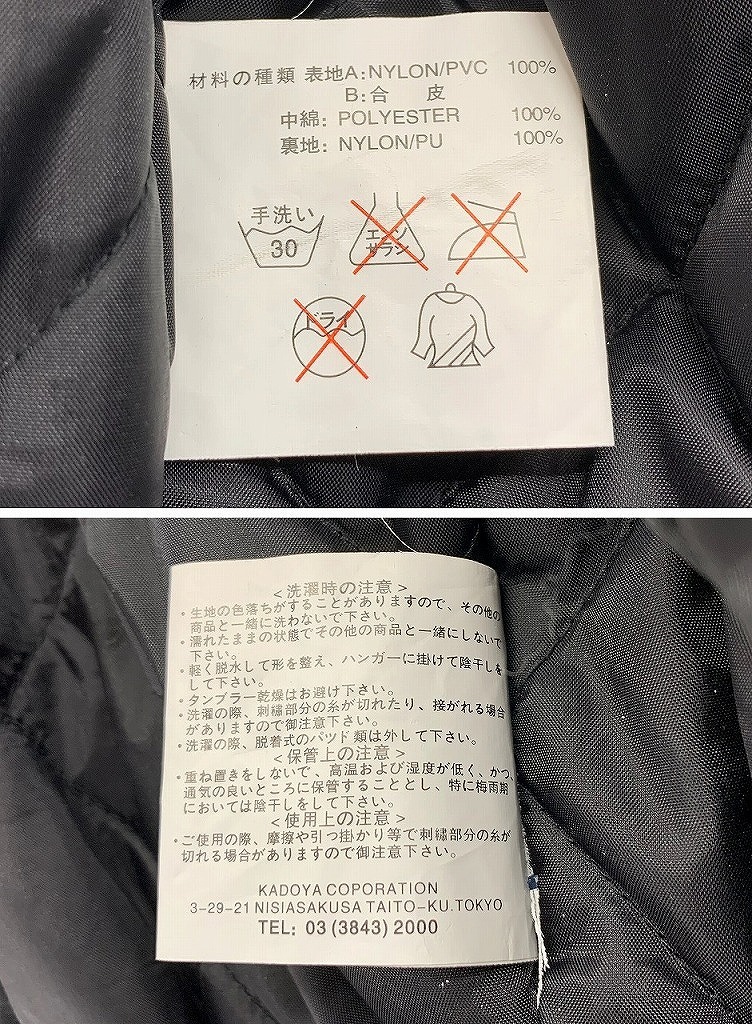 材料の種類 表地A:NYLON/PVC 100%
B:合 皮
中綿: POLYESTER 100%
裏地: NYLON/PU 100%
手洗い
30
エンソ
サラシ
ドライ
<洗濯時の注意>
・生地の色落ちがすることがありますので、その他の
商品と一緒に洗わないで下さい。
・濡れたままの状態でその他の商品と一緒にしないで
下さい。
・軽く脱水して形を整え、ハンガーに掛けて陰干しを
して下さい。
・タンブラー乾燥はお避け下さい。
・洗濯の際、刺繡部分の糸が切れたり、接がれる場合
がありますので御注意下さい。
・洗濯の際、脱着式のパッド類は外して下さい。
<保管上の注意>
・重ね置きをしないで、高温および湿度が低く、かつ、
通気の良いところに保管することとし、特に梅雨期
においては陰干しをして下さい。
<使用上の注意>
・ご使用の際、摩擦や引っ掛かり等で刺繡部分の糸が
切れる場合がありますので御注意下さい。
KADOYA COPORATION
3-29-21 NISIASAKUSA TAITO-KU.TOKYO
TEL: 03 (3843) 2000